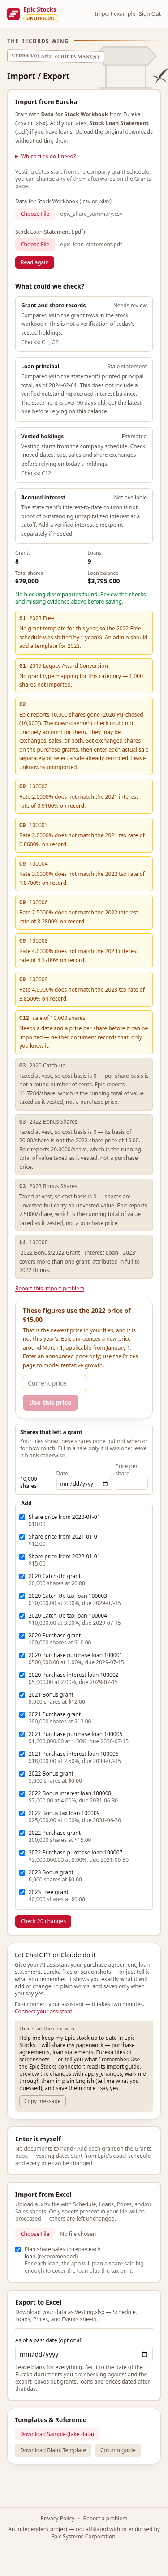 Epic Stocks
UNOFFICIAL
Import example
Sign Out
THE RECORDS WING
VERBA VOLANT, SCRIPTA MANENT
Import / Export
Import from Eureka
Start with Data for Stock Workbook from Eureka
(.csv or .xlsx). Add your latest Stock Loan Statement
(.pdf) if you have loans. Upload the original downloads
without editing them.
▶ Which files do I need?
Vesting dates start from the company grant schedule;
you can change any of them afterwards on the Grants
page.
Data for Stock Workbook (.csv or .xlsx)
Choose File epic_share_summary.csv
Stock Loan Statement (.pdf)
Choose File epic_loan_statement.pdf
Read again
What could we check?
Grant and share records Needs review
Compared with the grant rows in the stock
workbook. This is not a verification of today's
vested holdings.
Checks: G1, G2
Loan principal Stale statement
Compared with the statement's printed principal
total, as of 2024-02-01. This does not include a
verified outstanding accrued-interest balance.
The statement is over 90 days old; get the latest
before relying on this balance.
Vested holdings Estimated
Vesting starts from the company schedule. Check
moved dates, past sales and share exchanges
before relying on today's holdings.
Checks: C12
Accrued interest Not available
The statement's interest-to-date column is not
proof of outstanding unpaid interest at a
cutoff. Add a verified interest checkpoint
separately if needed.
Grants
8
Loans
9
Total shares
679,000
Loan balance
$3,795,000
No blocking discrepancies found. Review the checks
and missing evidence above before saving.
S1 2023 Free
No grant template for this year, so the 2022 Free
schedule was shifted by 1 year(s). An admin should
add a template for 2023.
G1 2019 Legacy Award Conversion
No grant type mapping for this category — 1,000
shares not imported.
G2
Epic reports 10,000 shares gone (2020 Purchased
(10,000)). The down-payment check could not
uniquely account for them. They may be
exchanges, sales, or both. Set exchanged shares
on the purchase grants, then enter each actual sale
separately or select a sale already recorded. Leave
unknowns unimported.
C9 100002
Rate 2.0000% does not match the 2021 interest
rate of 0.9100% on record.
C9 100003
Rate 2.0000% does not match the 2021 tax rate of
0.8600% on record.
C9 100004
Rate 3.0000% does not match the 2022 tax rate of
1.8700% on record.
C9 100006
Rate 2.5000% does not match the 2022 interest
rate of 3.2800% on record.
C9 100008
Rate 4.0000% does not match the 2023 interest
rate of 4.3700% on record.
C9 100009
Rate 4.0000% does not match the 2023 tax rate of
3.8500% on record.
C12 sale of 10,000 shares
Needs a date and a price per share before it can be
imported — neither document records that, only
you know it.
G3 2020 Catch-up
Taxed at vest, so cost basis is 0 — per-share basis is
not a round number of cents. Epic reports
11.7284/share, which is the running total of value
taxed as it vested, not a purchase price.
G3 2022 Bonus Shares
Taxed at vest, so cost basis is 0 — its basis of
20.00/share is not the 2022 share price of 15.00.
Epic reports 20.0000/share, which is the running
total of value taxed as it vested, not a purchase
price.
G3 2023 Bonus Shares
Taxed at vest, so cost basis is 0 — shares are
unvested but carry no unvested value. Epic reports
7.5000/share, which is the running total of value
taxed as it vested, not a purchase price.
L4 100008
'2022 Bonus/2022 Grant - Interest Loan - 2023'
covers more than one grant; attributed in full to
2022 Bonus.
Report this import problem
These figures use the 2022 price of
$15.00
That is the newest price in your files, and it is
not this year's. Epic announces a new price
around March 1, applicable from January 1.
Enter an announced price only; use the Prices
page to model tentative growth.
Current price
Use this price
Shares that left a grant
Your files show these shares gone but not when or
for how much. Fill in a sale only if it was one; leave
it blank otherwise.
10,000
shares
Date
mm/dd/yyyy
Price per
share
Add
Share price from 2020-01-01
$10.00
Share price from 2021-01-01
$12.00
Share price from 2022-01-01
$15.00
2020 Catch-Up grant
20,000 shares at $0.00
2020 Catch-Up tax loan 100003
$30,000.00 at 2.00%, due 2029-07-15
2020 Catch-Up tax loan 100004
$10,000.00 at 3.00%, due 2029-07-15
2020 Purchase grant
100,000 shares at $10.00
2020 Purchase purchase loan 100001
$500,000.00 at 1.00%, due 2029-07-15
2020 Purchase interest loan 100002
$5,000.00 at 2.00%, due 2029-07-15
2021 Bonus grant
8,000 shares at $12.00
2021 Purchase grant
200,000 shares at $12.00
2021 Purchase purchase loan 100005
$1,200,000.00 at 1.50%, due 2030-07-15
2021 Purchase interest loan 100006
$18,000.00 at 2.50%, due 2030-07-15
2022 Bonus grant
5,000 shares at $0.00
2022 Bonus interest loan 100008
$7,000.00 at 4.00%, due 2031-06-30
2022 Bonus tax loan 100009
$25,000.00 at 4.00%, due 2031-06-30
2022 Purchase grant
300,000 shares at $15.00
2022 Purchase purchase loan 100007
$2,000,000.00 at 3.00%, due 2031-06-30
2023 Bonus grant
6,000 shares at $0.00
2023 Free grant
40,000 shares at $0.00
Check 20 changes
Let ChatGPT or Claude do it
Give your AI assistant your purchase agreements, loan
statement, Eureka files or screenshots — or just tell it
what you remember. It shows you exactly what it will
add or change, in plain words, and saves only when
you say yes.
First connect your assistant — it takes two minutes.
Connect your assistant
Then start the chat with
Help me keep my Epic stock up to date in Epic
Stocks. I will share my paperwork — purchase
agreements, loan statements, Eureka files or
screenshots — or tell you what I remember. Use
the Epic Stocks connector: read its import guide,
preview the changes with apply_changes, walk me
through them in plain English (tell me what you
guessed), and save them once I say yes.
Copy message
Enter it myself
No documents to hand? Add each grant on the Grants
page — vesting dates start from Epic's usual schedule
and every one can be changed.
Import from Excel
Upload a .xlsx file with Schedule, Loans, Prices, and/or
Sales sheets. Only sheets present in your file will be
processed — others are left unchanged.
Choose File No file chosen
Plan share sales to repay each
loan (recommended)
For each loan, the app will plan a share sale big
enough to cover the loan plus the tax on it.
Export to Excel
Download your data as Vesting.xlsx — Schedule,
Loans, Prices, and Events sheets.
As of a past date (optional)
mm/dd/yyyy
Leave blank for everything. Set it to the date of the
Eureka documents you are checking against and the
export leaves out grants, loans and prices dated after
that day.
Templates & Reference
Download Sample (fake data)
Download Blank Template
Column guide
Privacy Policy · Report a problem
An independent project — not affiliated with or endorsed by
Epic Systems Corporation.